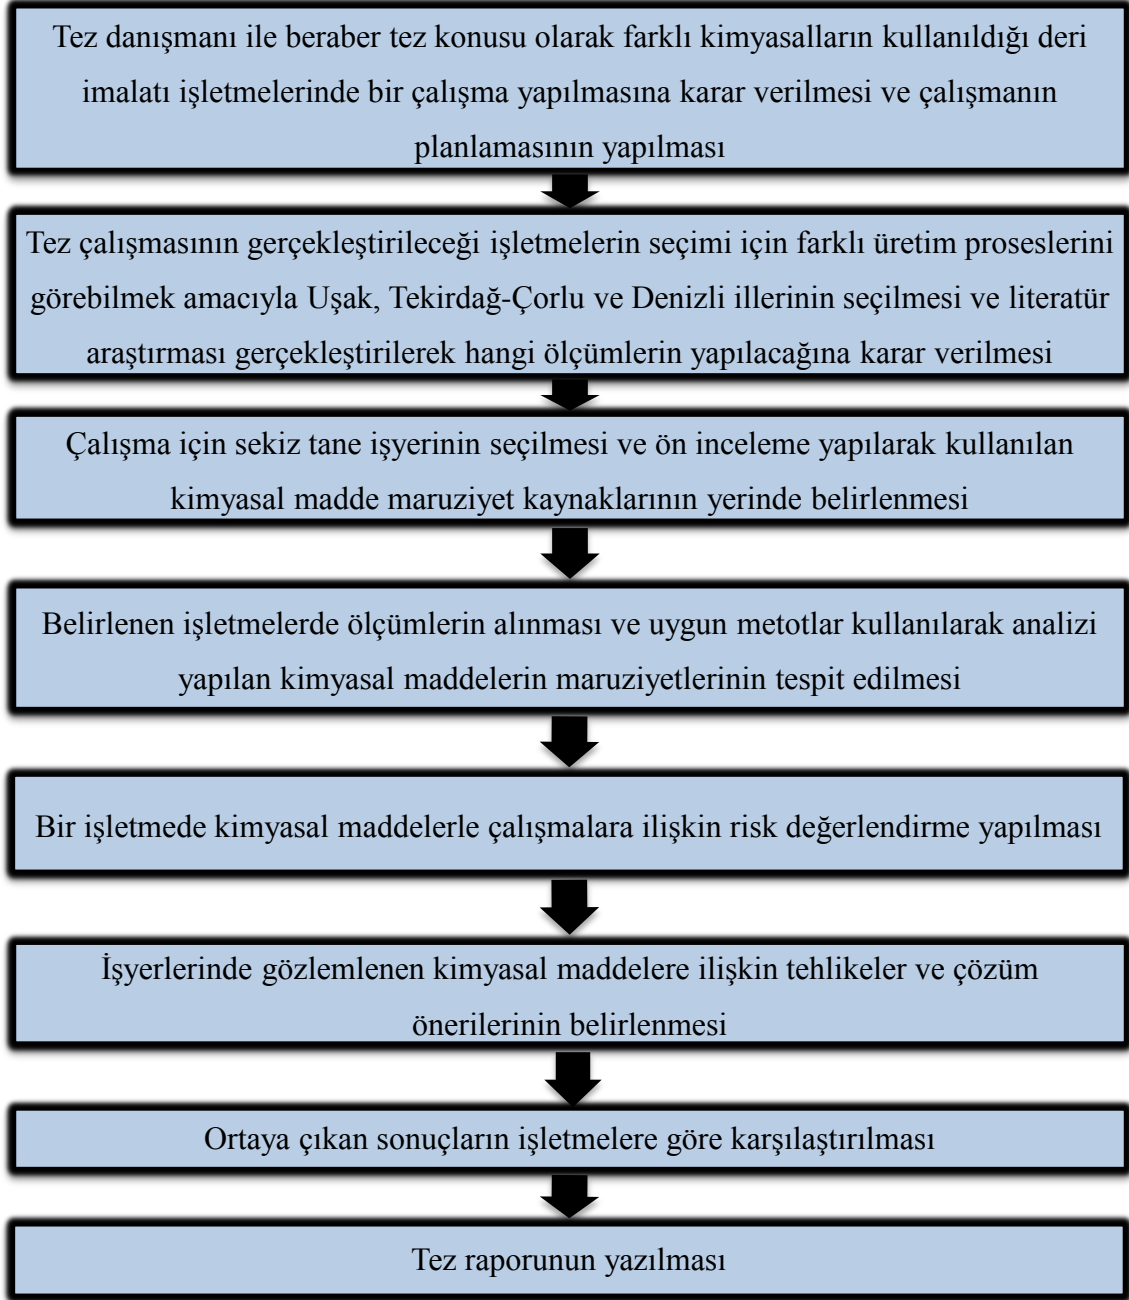 Tez danışmanı ile beraber tez konusu olarak farklı kimyasalların kullanıldığı deri
imalatı işletmelerinde bir çalışma yapılmasına karar verilmesi ve çalışmanın
planlamasının yapılması
Tez çalışmasının gerçekleştirileceği işletmelerin seçimi için farklı üretim proseslerini
görebilmek amacıyla Uşak, Tekirdağ-Çorlu ve Denizli illerinin seçilmesi ve literatür
araştırması gerçekleştirilerek hangi ölçümlerin yapılacağına karar verilmesi
Çalışma için sekiz tane işyerinin seçilmesi ve ön inceleme yapılarak kullanılan
kimyasal madde maruziyet kaynaklarının yerinde belirlenmesi
Belirlenen işletmelerde ölçümlerin alınması ve uygun metotlar kullanılarak analizi
yapılan kimyasal maddelerin maruziyetlerinin tespit edilmesi
Bir işletmede kimyasal maddelerle çalışmalara ilişkin risk değerlendirme yapılması
İşyerlerinde gözlemlenen kimyasal maddelere ilişkin tehlikeler ve çözüm
önerilerinin belirlenmesi
Ortaya çıkan sonuçların işletmelere göre karşılaştırılması
Tez raporunun yazılması